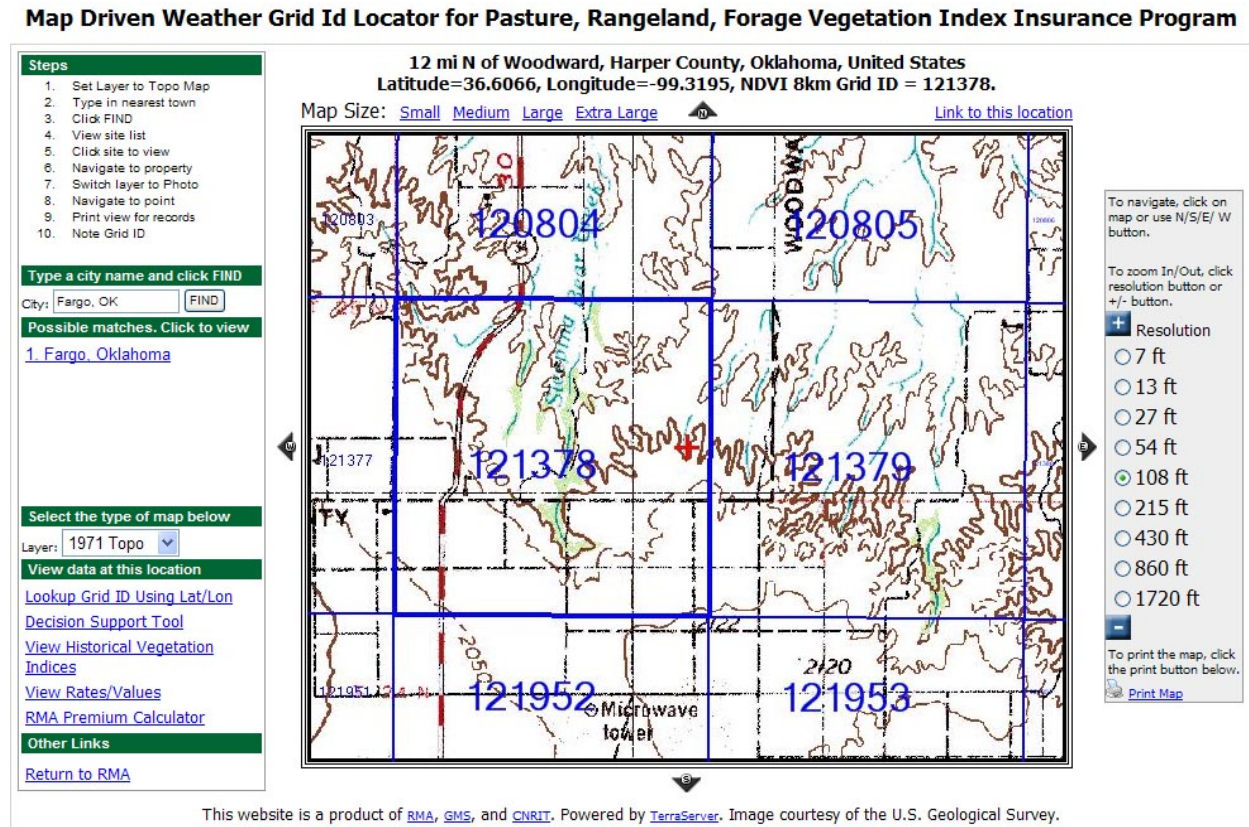 Map Driven Weather Grid Id Locator for Pasture, Rangeland, Forage Vegetation Index Insurance Program
Steps
1. Set Layer to Topo Map
2. Type in nearest town
3. Click FIND
4. View site list
5. Click site to view
6. Navigate to property
7. Switch layer to Photo
8. Navigate to point
9. Print view for records
10. Note Grid ID
Type a city name and click FIND
City: Fargo, OK FIND
Possible matches. Click to view
1. Fargo, Oklahoma
Select the type of map below
Layer: 1971 Topo
View data at this location
Lookup Grid ID Using Lat/Lon
Decision Support Tool
View Historical Vegetation
Indices
View Rates/Values
RMA Premium Calculator
Other Links
Return to RMA
12 mi N of Woodward, Harper County, Oklahoma, United States
Latitude=36.6066, Longitude=-99.3195, NDVI 8km Grid ID = 121378.
Map Size: Small Medium Large Extra Large N Link to this location
30
WOODWA
120803
120804
120805
120806
34
121377
121378
121379
TY
2122
2050
2120
121951
24 N
121952
121953
Microwave
tower
W
E
S
To navigate, click on
map or use N/S/E/ W
button.
To zoom In/Out, click
resolution button or
+/- button.
+ Resolution
7 ft
13 ft
27 ft
54 ft
108 ft
215 ft
430 ft
860 ft
1720 ft
-
To print the map, click
the print button below.
Print Map
This website is a product of RMA, GMS, and CNRIT. Powered by TerraServer. Image courtesy of the U.S. Geological Survey.